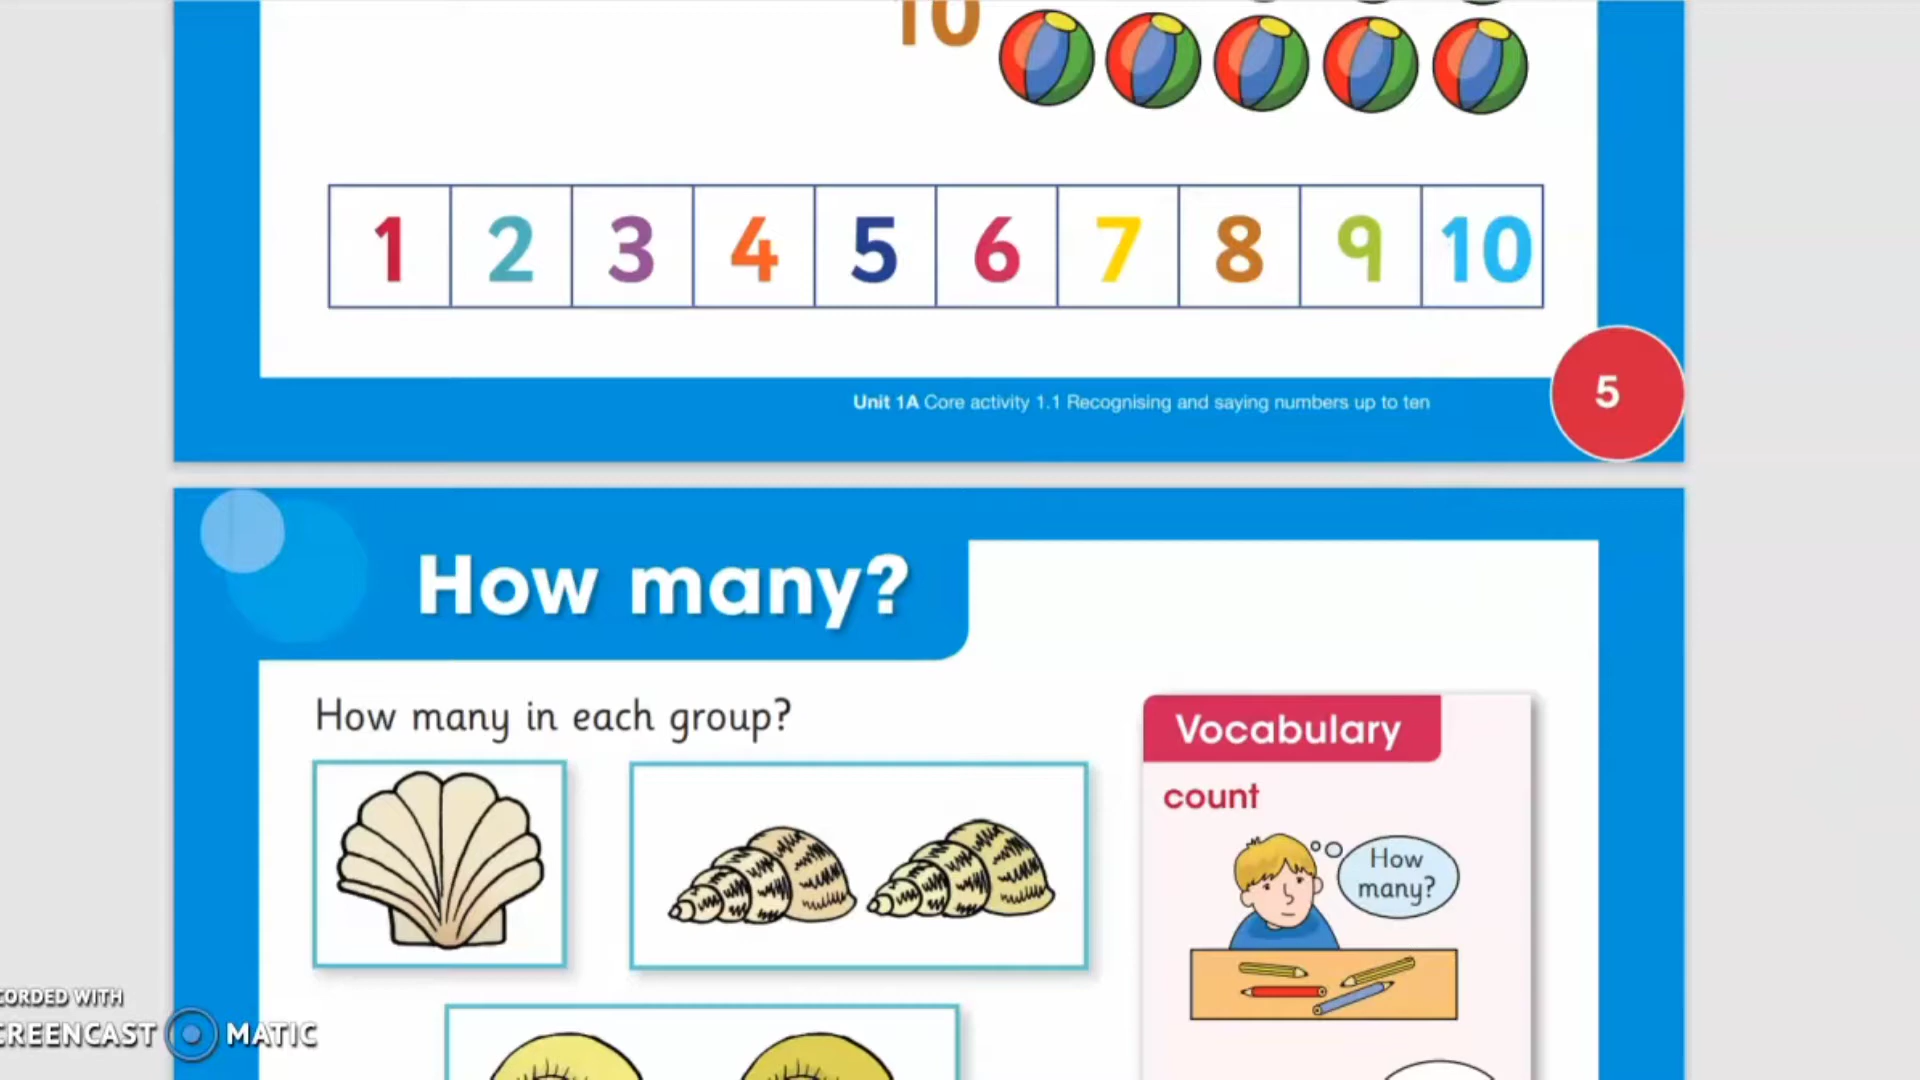 10
1 2 3 4 5 6 7 8 9 10
Unit 1A Core activity 1.1 Recognising and saying numbers up to ten
5
How many?
How many in each group?
Vocabulary
count
How
many?
CORDED WITH
CREENCAST MATIC